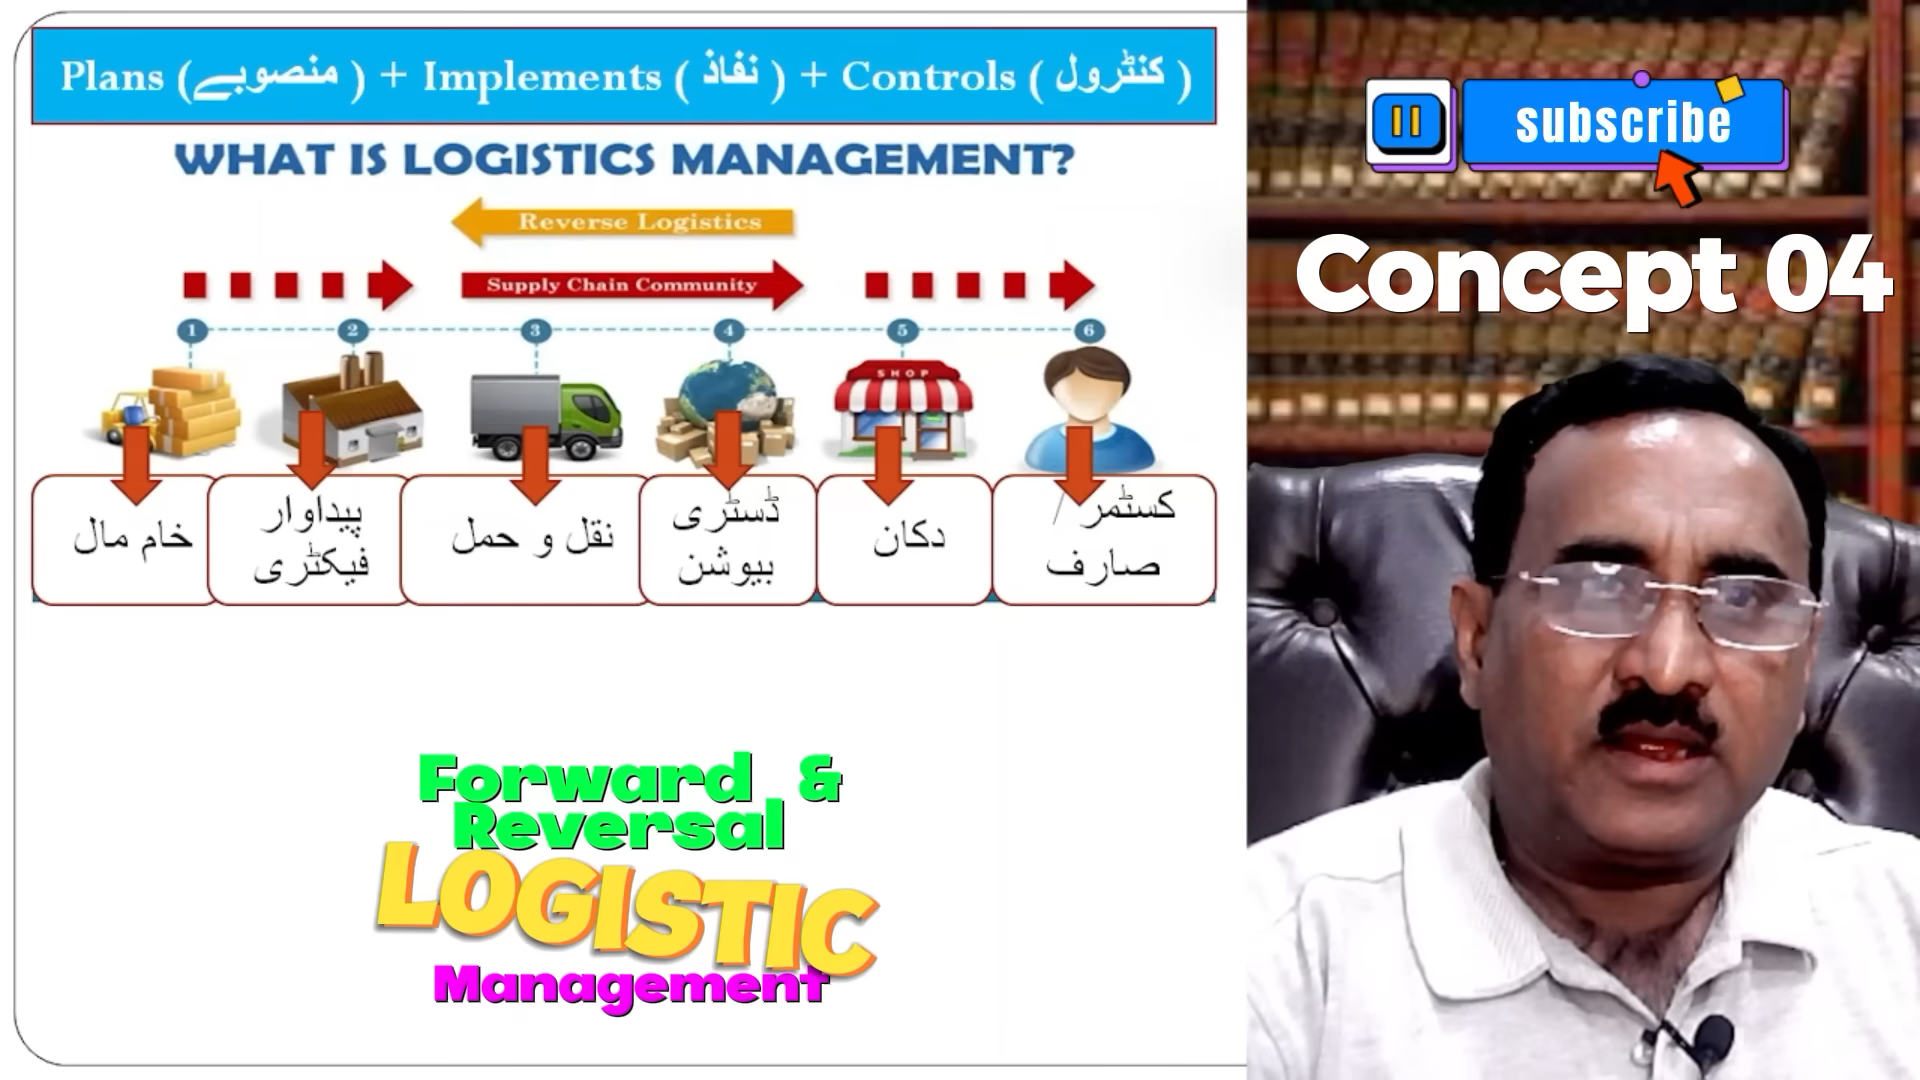 Plans (منصوبے ) + Implements ( نفاذ ) + Controls ( کنٹرول )
WHAT IS LOGISTICS MANAGEMENT?
Reverse Logistics
Supply Chain Community
1 2 3 4 5 6
SHOP
خام مال
پیداوار
فیکٹری
نقل و حمل
ڈسٹری
بیوشن
دکان
کسٹمر /
صارف
Forward &
Reversal
LOGISTIC
Management
subscribe
Concept 04